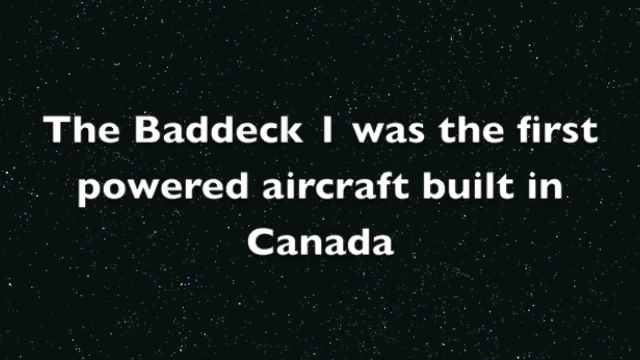 The Baddeck 1 was the first
powered aircraft built in
Canada